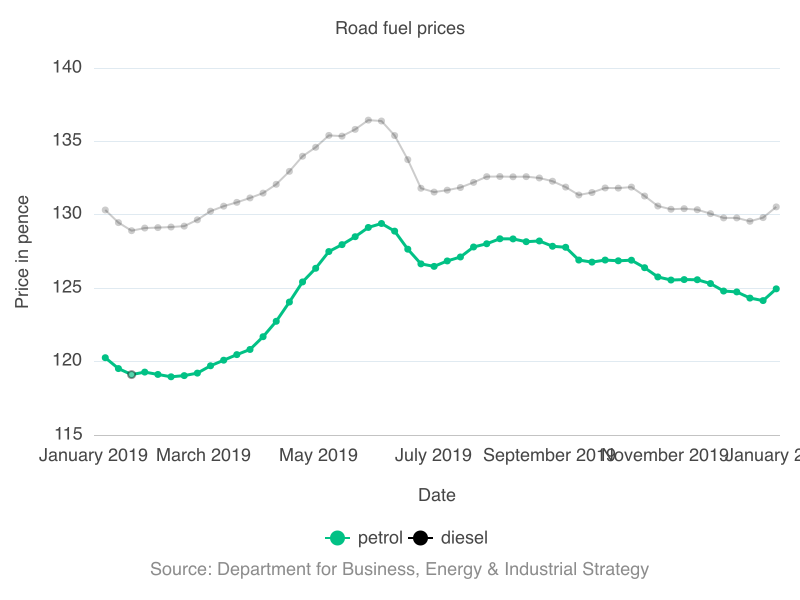 Road fuel prices
140
135
130
125
120
115
Price in pence
January 2019 March 2019 May 2019 July 2019 September 2019 November 2019 January 2
Date
petrol diesel
Source: Department for Business, Energy & Industrial Strategy